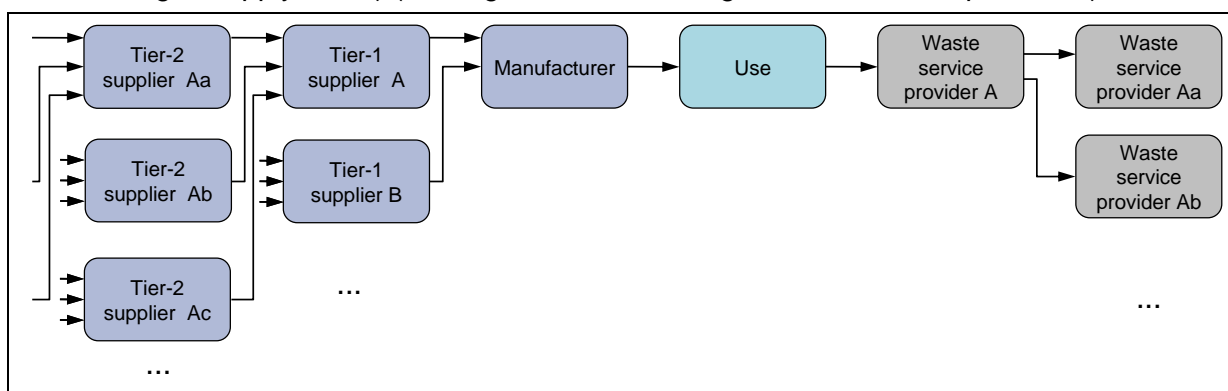 Tier-2
supplier Aa
Tier-1
supplier A
Manufacturer
Use
Waste
service
provider A
Waste
service
provider Aa
Tier-2
supplier Ab
Tier-1
supplier B
Waste
service
provider Ab
Tier-2
supplier Ac
...
...
...